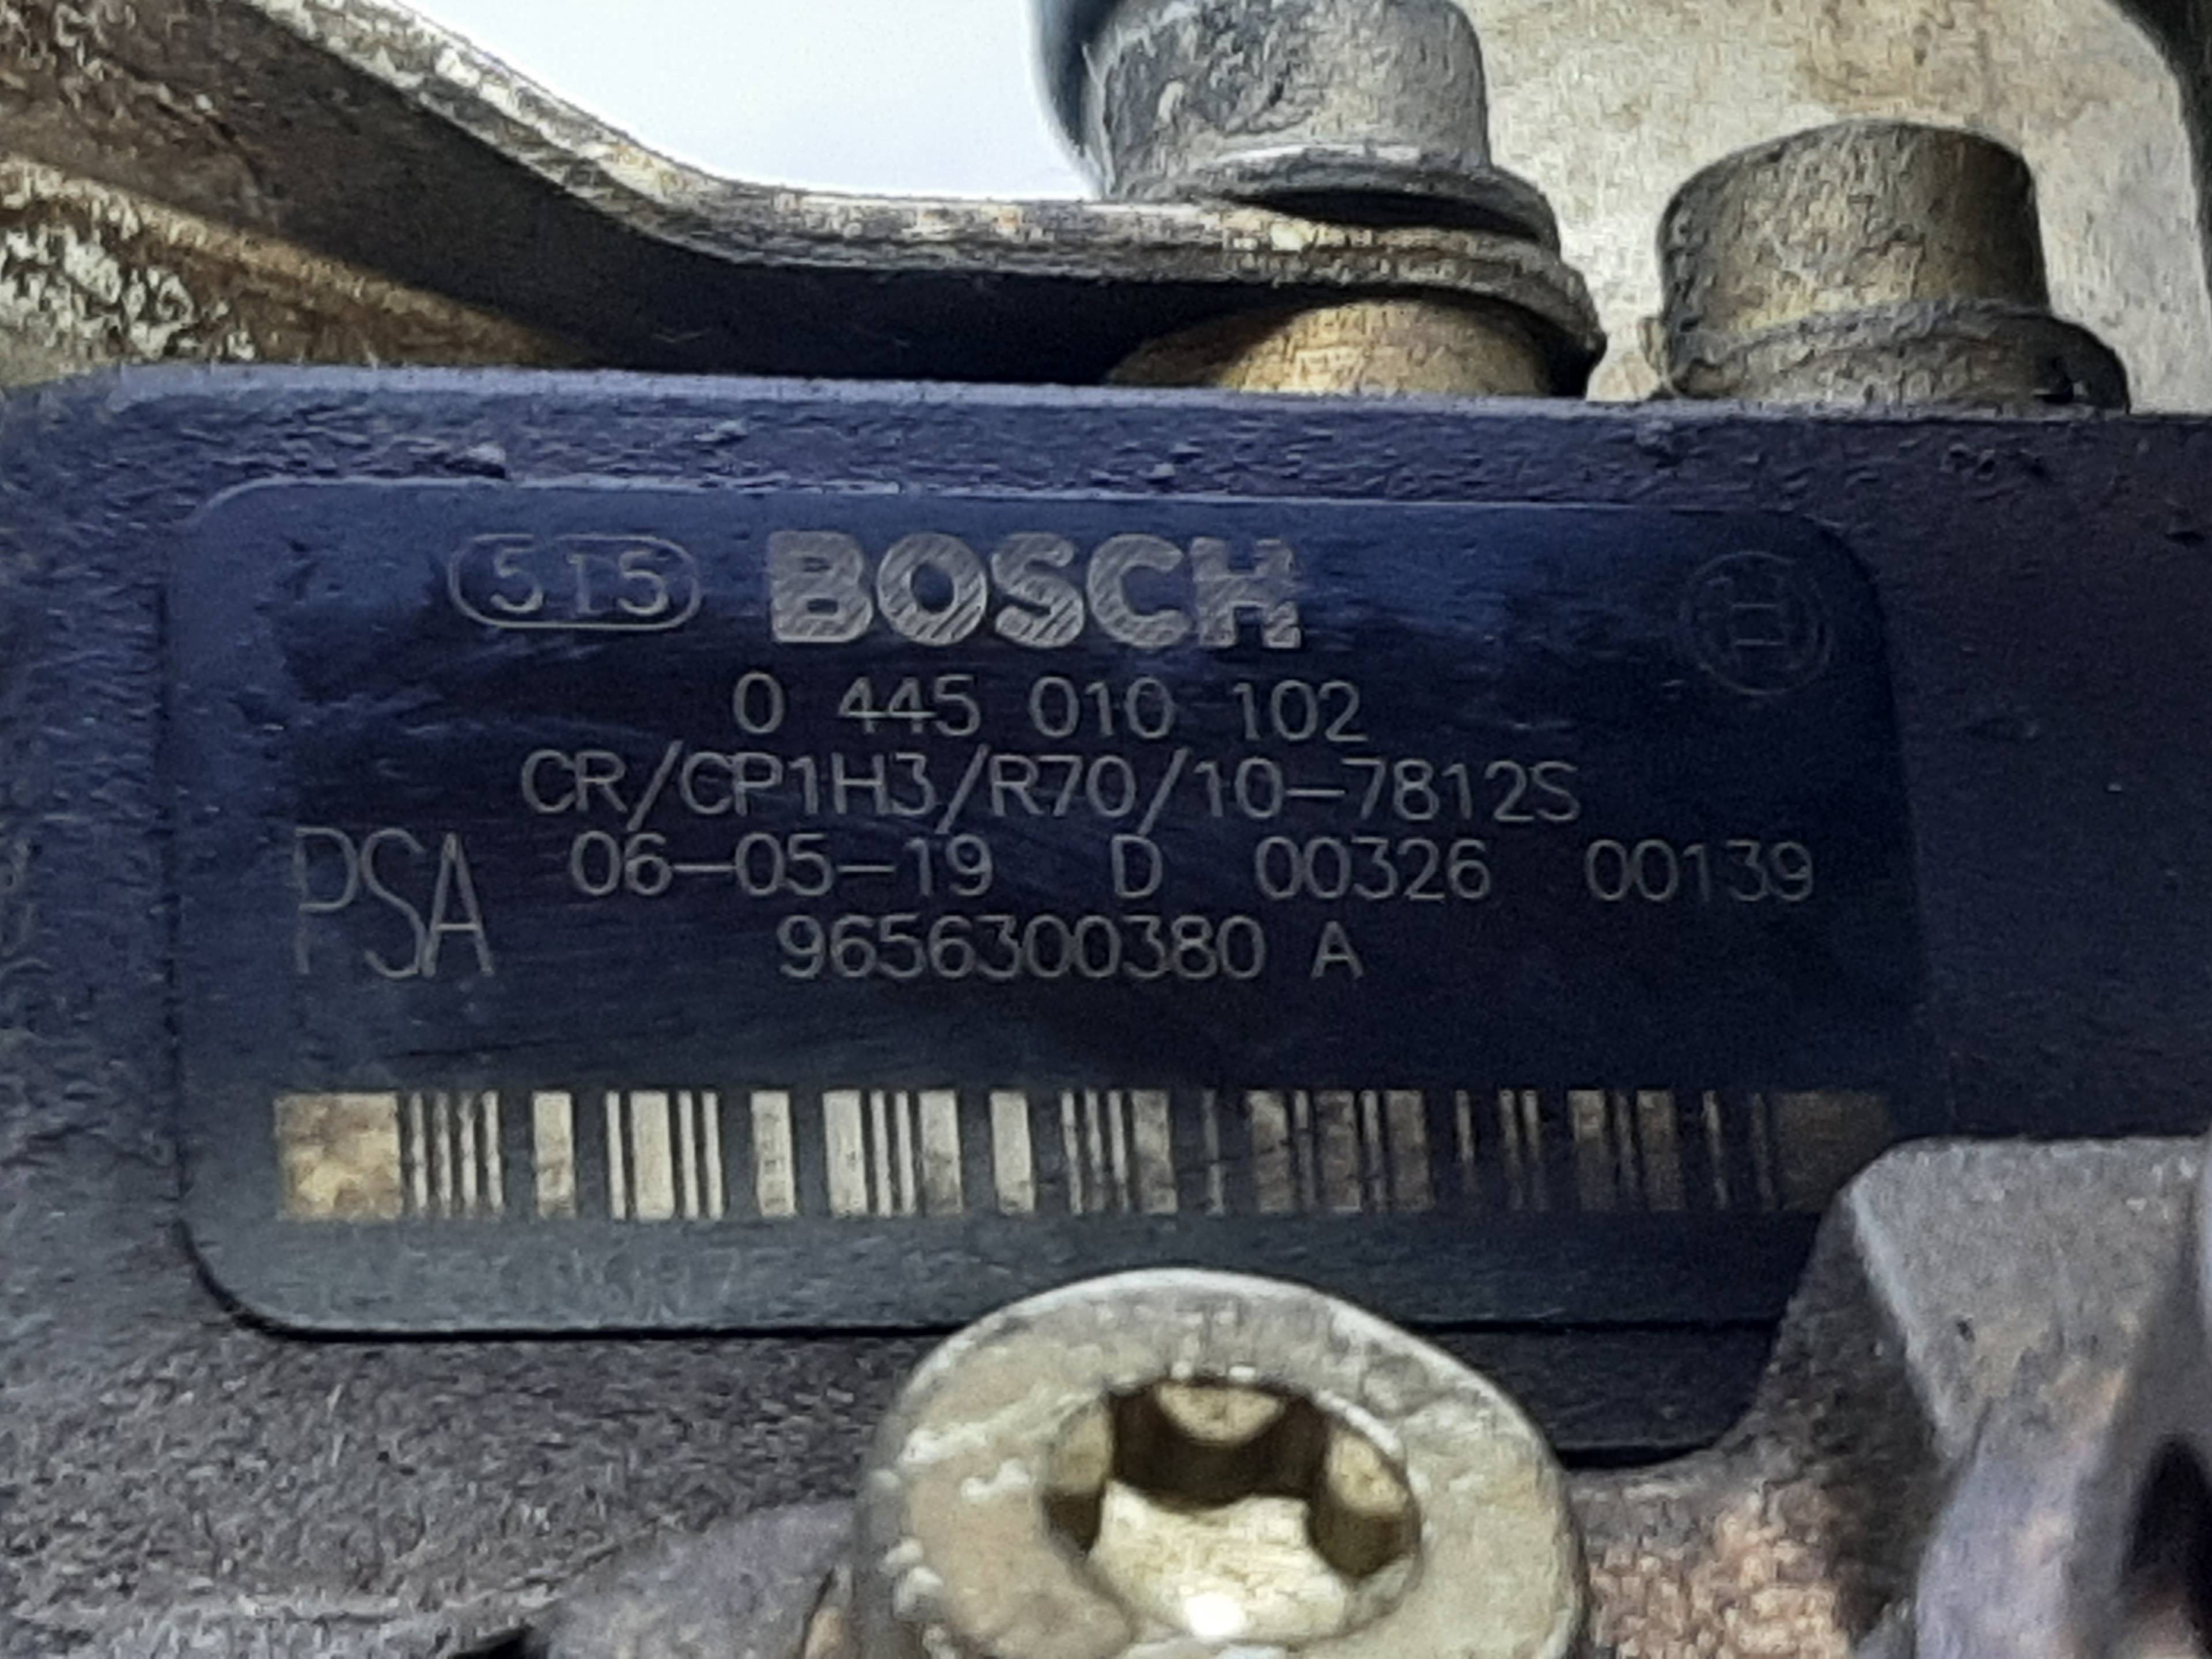 515 BOSCH
0 445 010 102
CR/CP1H3/R70/10-7812S
PSA 06-05-19 D 00326 00139
9656300380 A